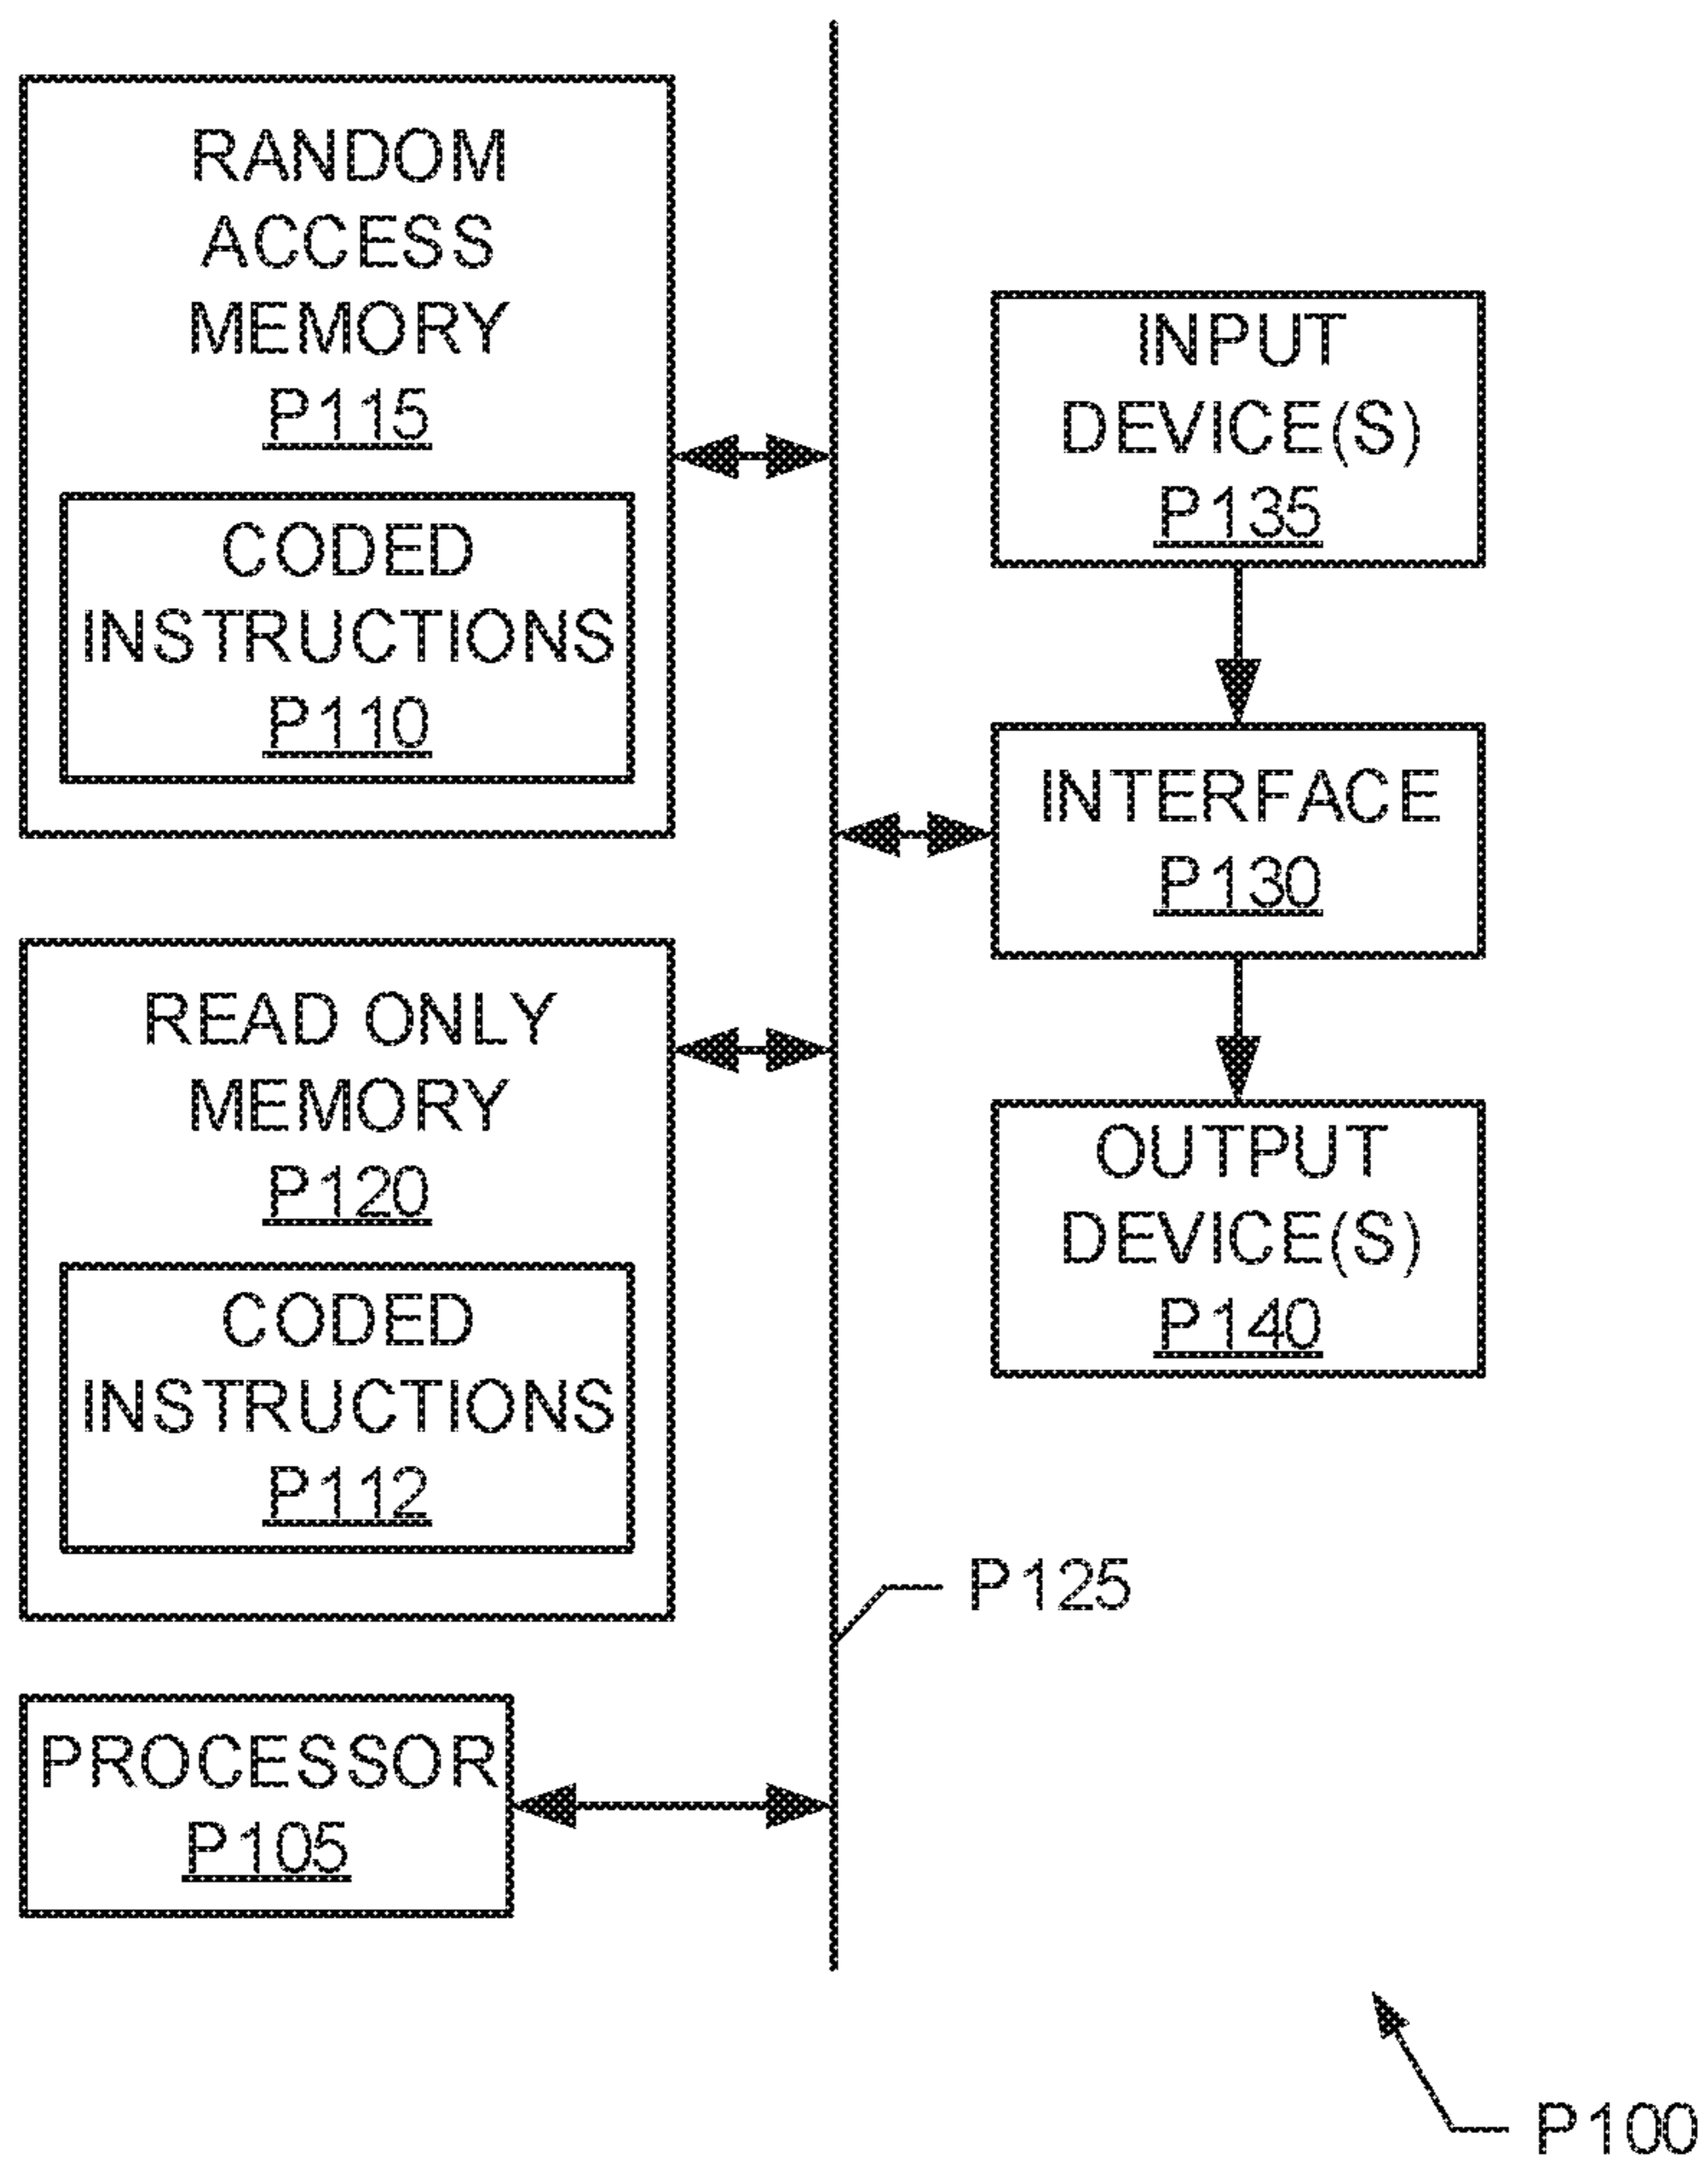 RANDOM
ACCESS
MEMORY
P115
CODED
INSTRUCTIONS
P110
READ ONLY
MEMORY
P120
CODED
INSTRUCTIONS
P112
PROCESSOR
P105
INPUT
DEVICE(S)
P135
INTERFACE
P130
OUTPUT
DEVICE(S)
P140
P125
P100